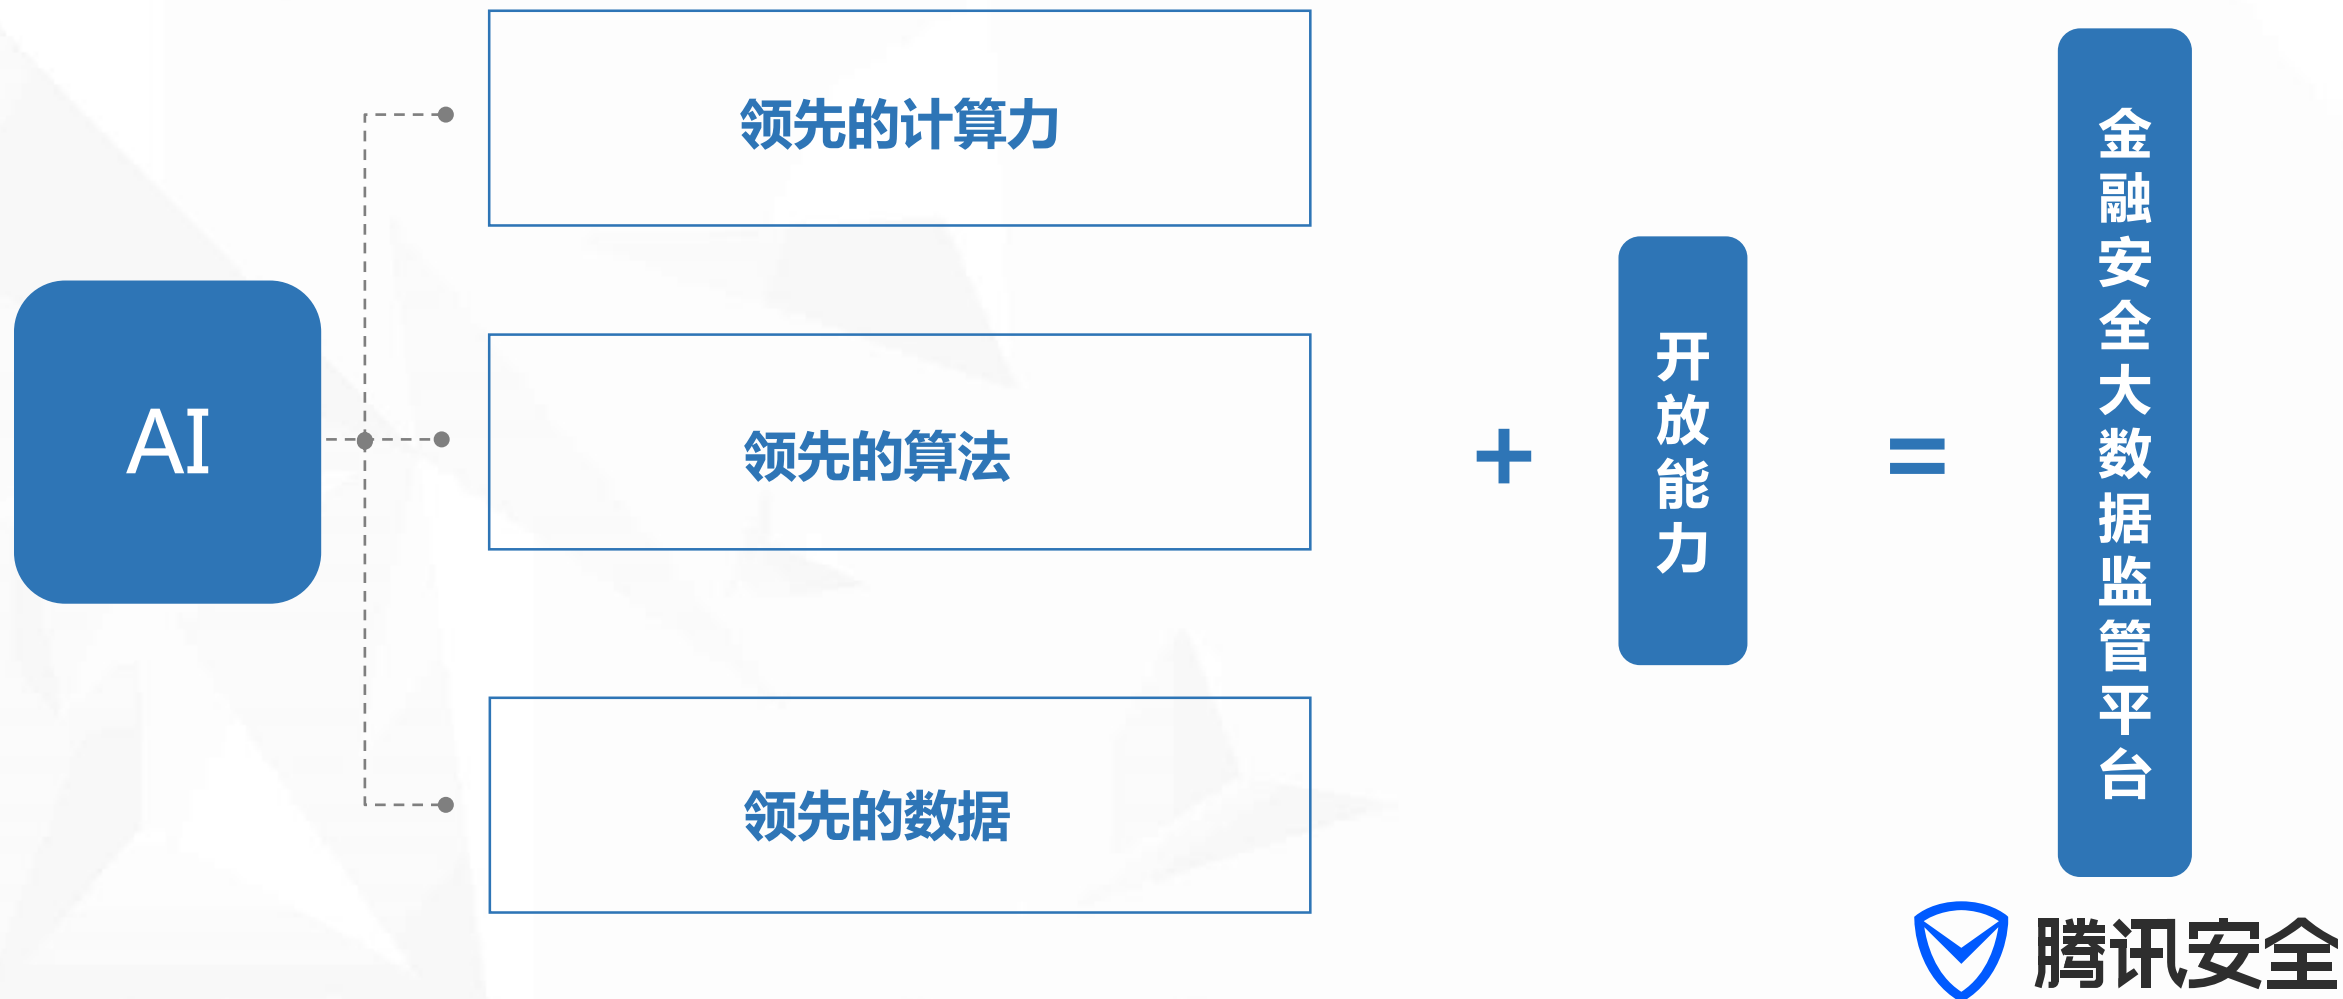 AI
领先的计算力
领先的算法
领先的数据
+
开放能力
=
金融安全大数据监管平台
腾讯安全